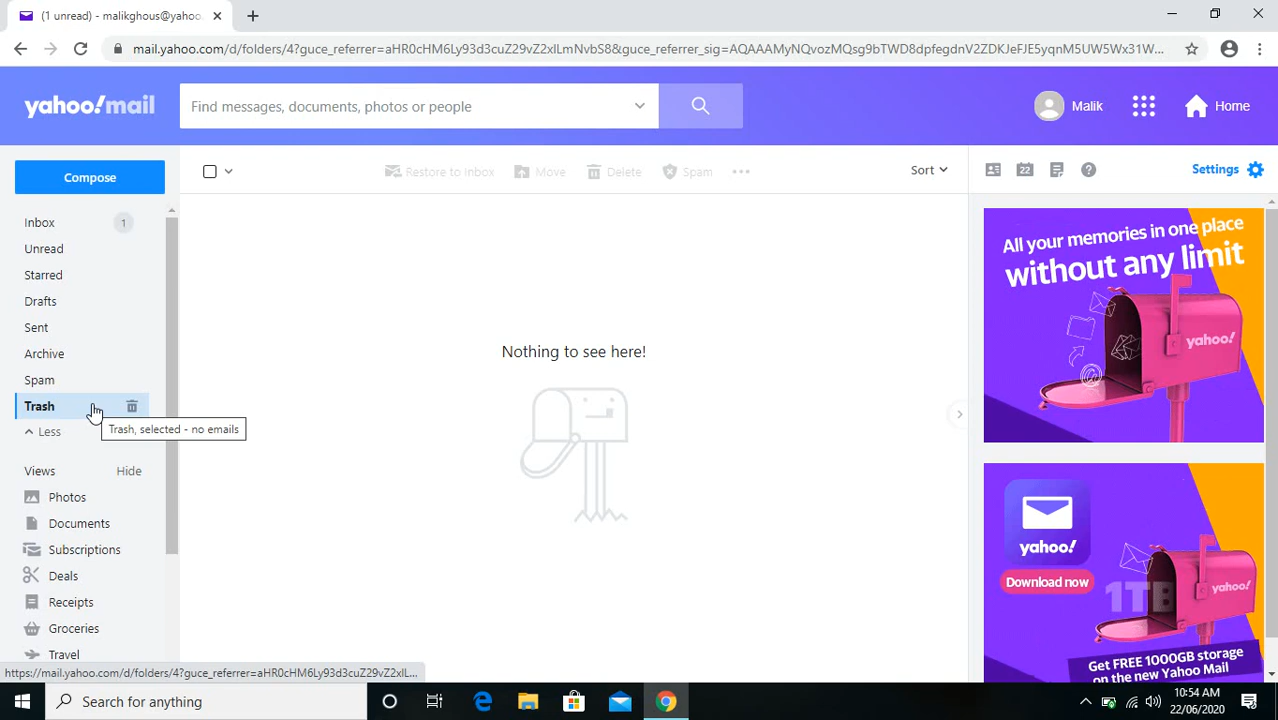 (1 unread) - malikghous@yahoo.
mail.yahoo.com/d/folders/4?guce_referrer=aHR0cHM6Ly93d3cuZ29vZ2xlLmNvbS8&guce_referrer_sig=AQAAAMyNQvozMQsg9bTWD8dpfegdnV2ZDKJeFJE5yqnM5UW5Wx31W...
yahoo!mail
Find messages, documents, photos or people
Malik
Home
Compose
Restore to inbox
Move
Delete
Spam
Sort
22
Settings
Inbox 1
Unread
Starred
Drafts
Sent
Archive
Spam
Trash
Trash, selected - no emails
Less
Views Hide
Photos
Documents
Subscriptions
Deals
Receipts
Groceries
Travel
Nothing to see here!
All your memories in one place
without any limit
yahoo!
@
yahoo!
Download now
yahoo!
1TB
Get FREE 1000GB storage
on the new Yahoo Mail
https://mail.yahoo.com/d/folders/4?guce_referrer=aHR0cHM6Ly93d3cuZ29vZ2xlL...
Search for anything
10:54 AM
22/06/2020